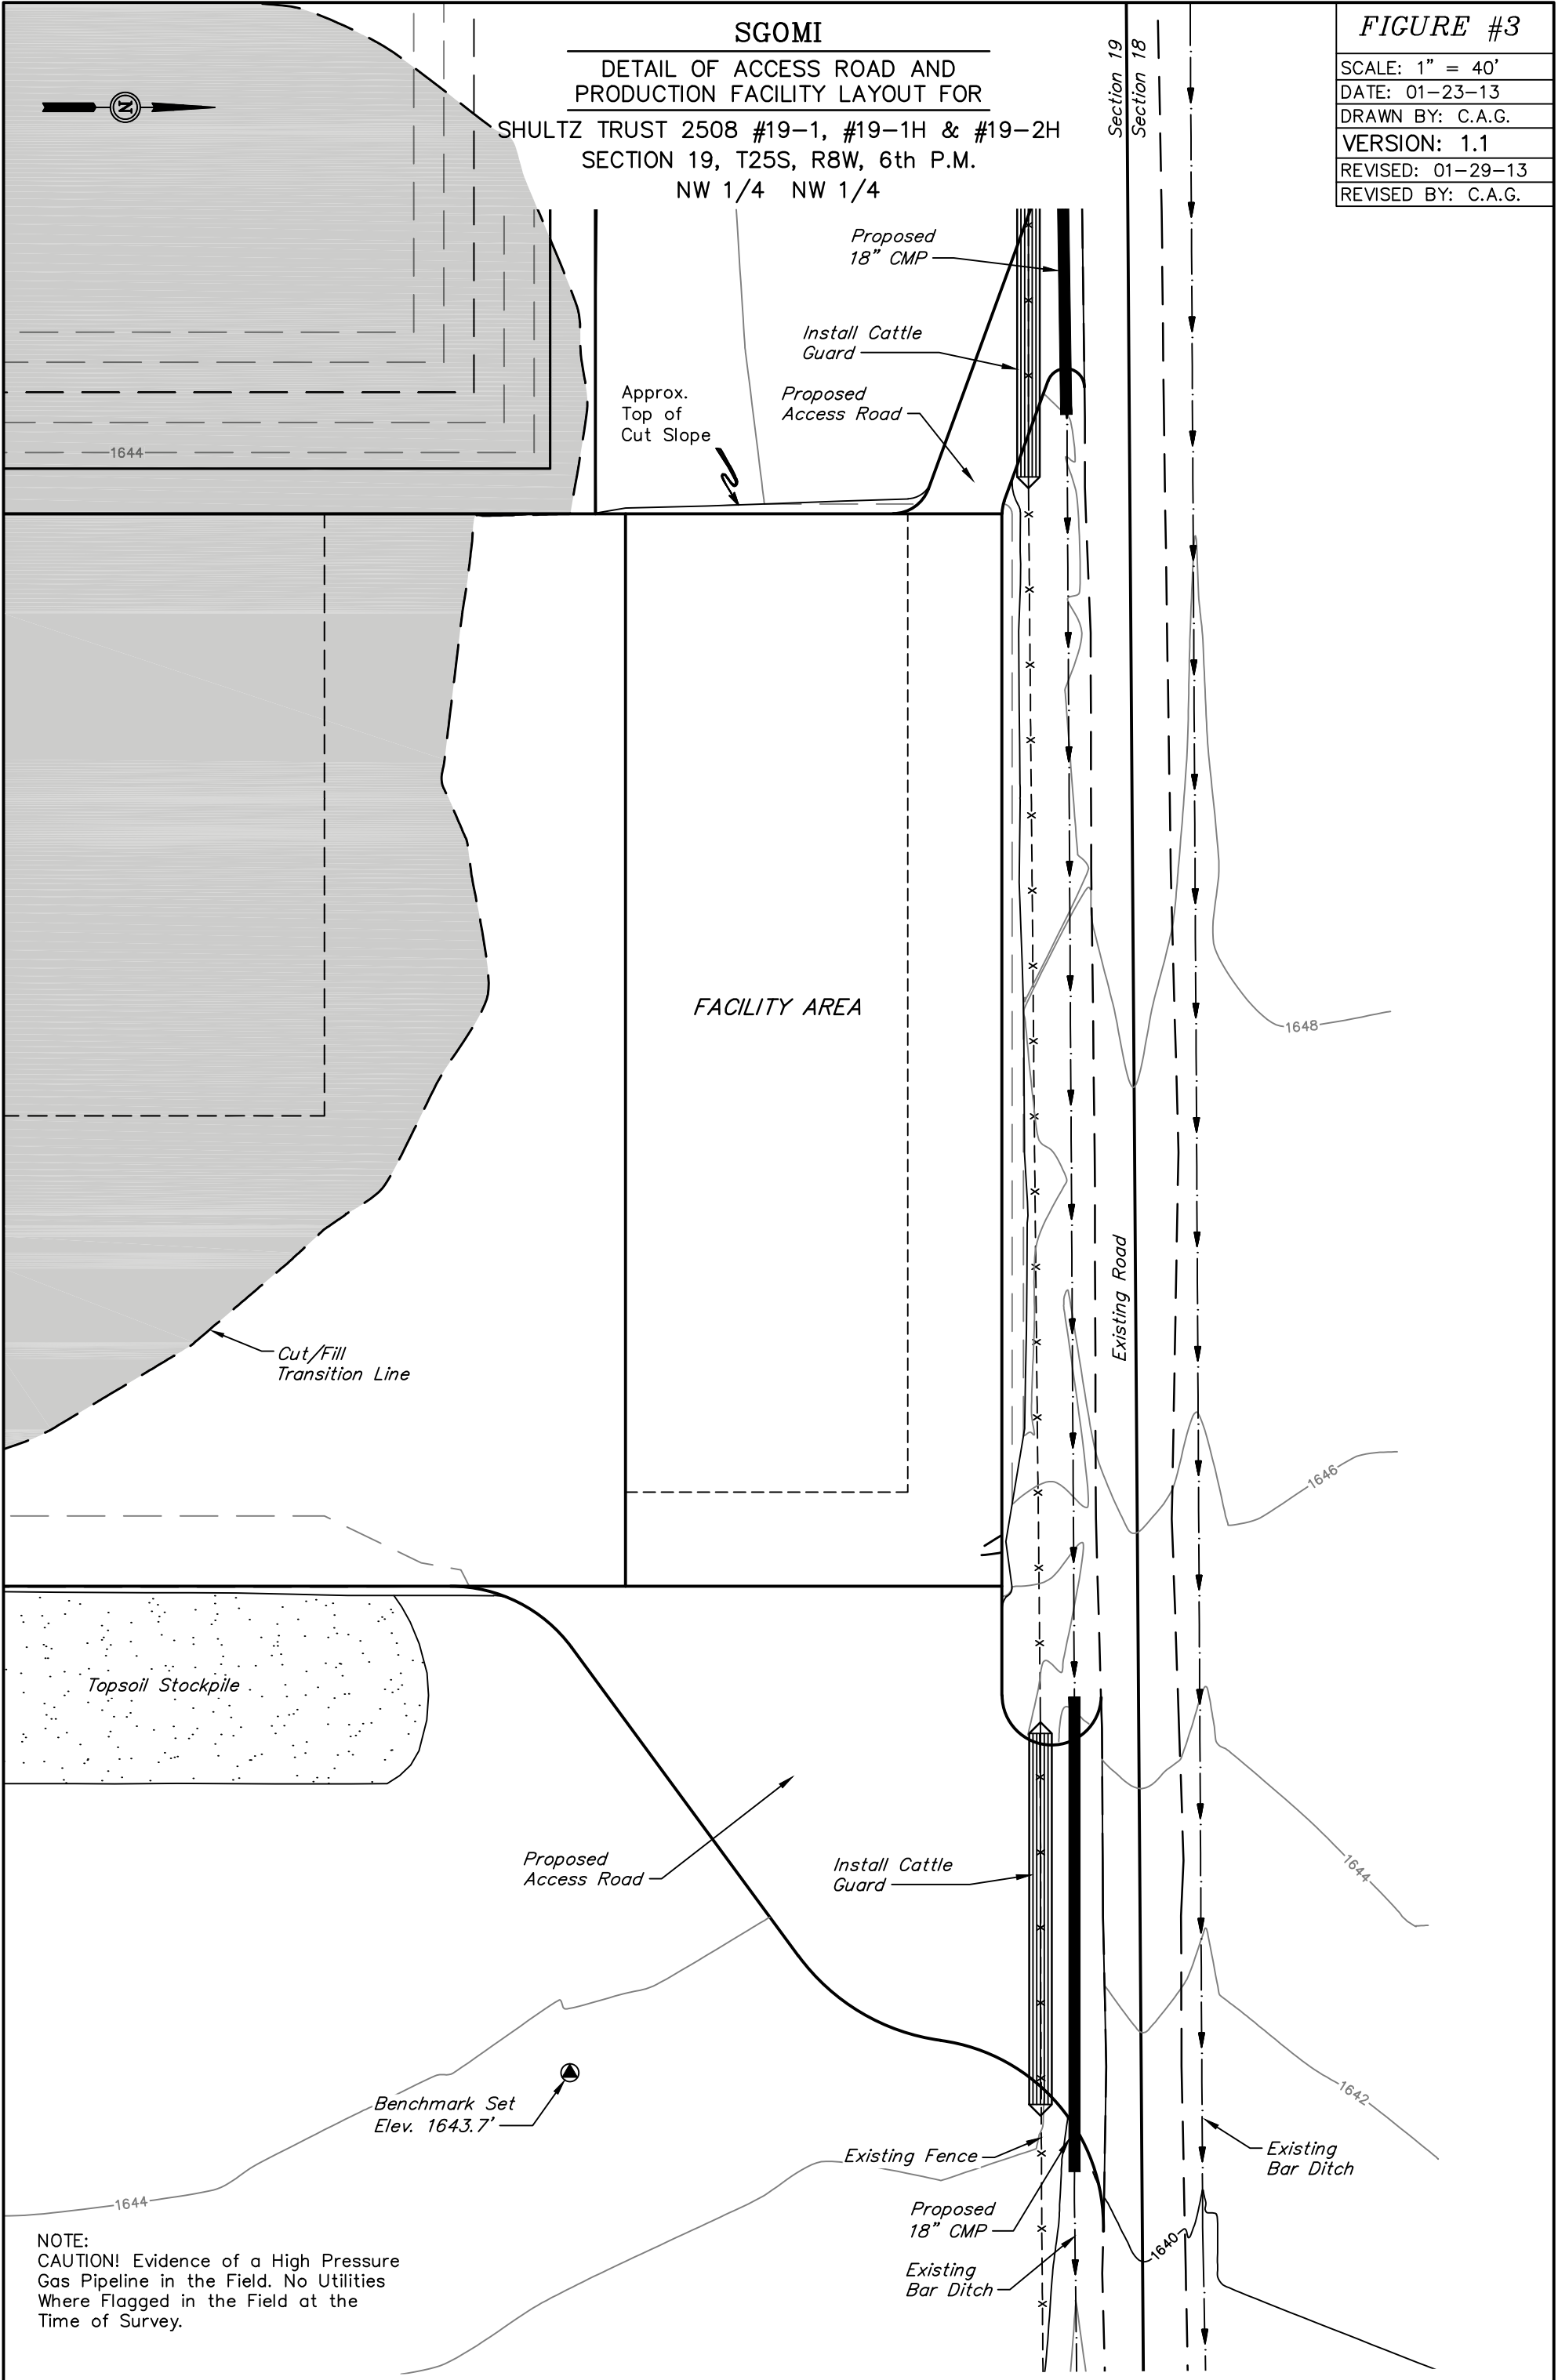 SGOMI
DETAIL OF ACCESS ROAD AND
PRODUCTION FACILITY LAYOUT FOR
SHULTZ TRUST 2508 #19-1, #19-1H & #19-2H
SECTION 19, T25S, R8W, 6th P.M.
NW 1/4 NW 1/4
FIGURE #3
SCALE: 1" = 40'
DATE: 01-23-13
DRAWN BY: C.A.G.
VERSION: 1.1
REVISED: 01-29-13
REVISED BY: C.A.G.
N
Section 19
Section 18
Proposed
18" CMP
Install Cattle
Guard
Proposed
Access Road
Approx.
Top of
Cut Slope
1644
FACILITY AREA
1648
Existing Road
Cut/Fill
Transition Line
1646
Topsoil Stockpile
Proposed
Access Road
Install Cattle
Guard
1644
1642
Benchmark Set
Elev. 1643.7'
Existing Fence
Existing
Bar Ditch
1644
Proposed
18" CMP
1640
Existing
Bar Ditch
NOTE:
CAUTION! Evidence of a High Pressure
Gas Pipeline in the Field. No Utilities
Where Flagged in the Field at the
Time of Survey.